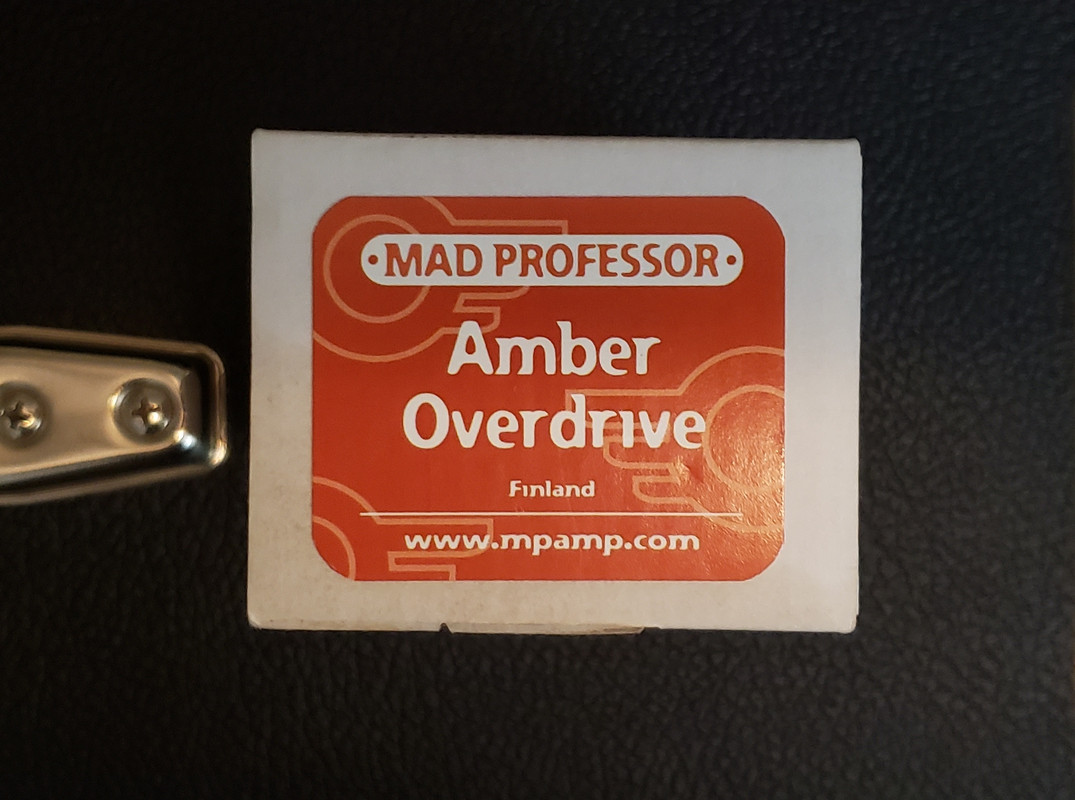 • MAD PROFESSOR •
Amber
Overdrive
Finland
www.mpamp.com